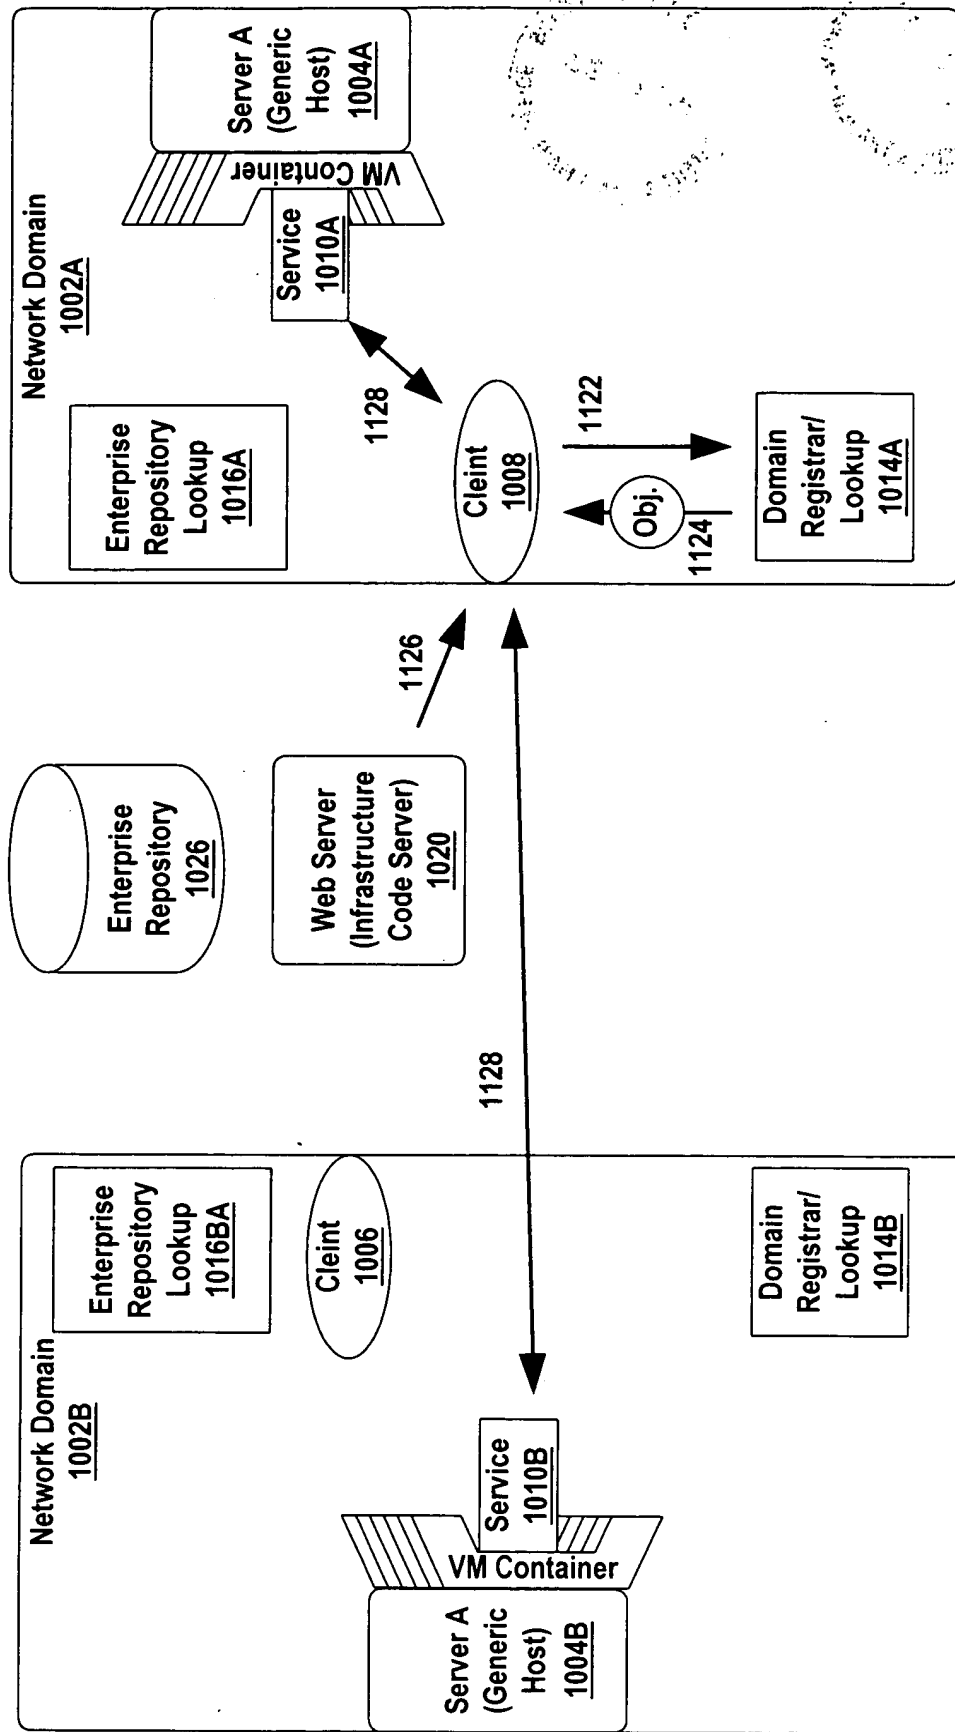 Network Domain
1002B
Enterprise
Repository
Lookup
1016BA
Cleint
1006
Server A
(Generic
Host)
1004B
VM Container
Service
1010B
Domain
Registrar/
Lookup
1014B
Enterprise
Repository
1026
Web Server
(Infrastructure
Code Server)
1020
1126
1128
Network Domain
1002A
Enterprise
Repository
Lookup
1016A
Server A
(Generic
Host)
1004A
VM Container
Service
1010A
1128
Cleint
1008
1122
Obj.
1124
Domain
Registrar/
Lookup
1014A